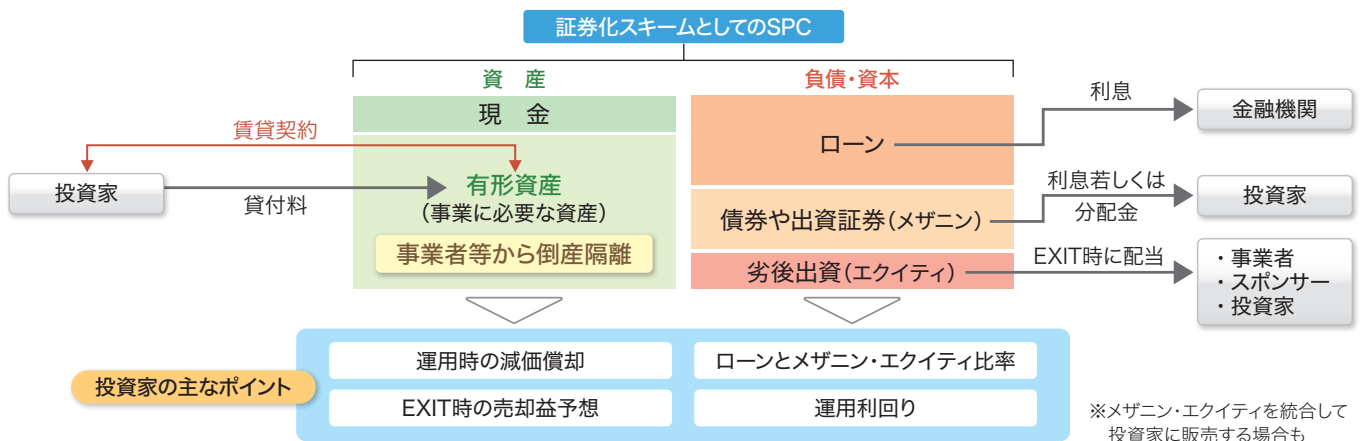 証券化スキームとしてのSPC
資　産
負債・資本
現　金
ローン
利息
金融機関
賃貸契約
投資家
貸付料
有形資産
（事業に必要な資産）
事業者等から倒産隔離
債券や出資証券（メザニン）
利息若しくは
分配金
投資家
劣後出資（エクイティ）
EXIT時に配当
・事業者
・スポンサー
・投資家
投資家の主なポイント
運用時の減価償却
ローンとメザニン・エクイティ比率
EXIT時の売却益予想
運用利回り
※メザニン・エクイティを統合して
投資家に販売する場合も